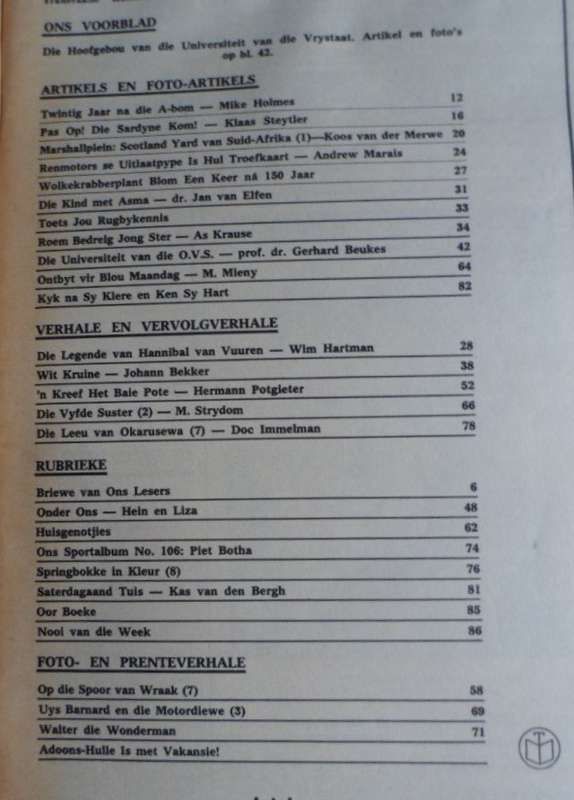 ONS VOORBLAD
Die Hoofgebou van die Universiteit van die Vrystaat. Artikel en foto's
op bl. 42.
ARTIKELS EN FOTO-ARTIKELS
Twintig Jaar na die A-bom — Mike Holmes 12
Pas Op! Die Sardyne Kom! — Klaas Steytler 16
Marshallplein: Scotland Yard van Suid-Afrika (1)—Koos van der Merwe 20
Renmotors se Uitlaatpype Is Hul Troefkaart — Andrew Marais 24
Wolkekrabberplant Blom Een Keer ná 150 Jaar 27
Die Kind met Asma — dr. Jan van Elfen 31
Toets Jou Rugbykennis 33
Roem Bedreig Jong Ster — As Krause 34
Die Universiteit van die O.V.S. — prof. dr. Gerhard Beukes 42
Ontbyt vir Blou Maandag — M. Mieny 64
Kyk na Sy Klere en Ken Sy Hart 82
VERHALE EN VERVOLGVERHALE
Die Legende van Hannibal van Vuuren — Wim Hartman 28
Wit Kruine — Johann Bekker 38
'n Kreef Het Baie Pote — Hermann Potgieter 52
Die Vyfde Suster (2) — M. Strydom 66
Die Leeu van Okarusewa (7) — Doc Immelman 78
RUBRIEKE
Briewe van Ons Lesers 6
Onder Ons — Hein en Liza 48
Huisgenotjies 62
Ons Sportalbum No. 106: Piet Botha 74
Springbokke in Kleur (8) 76
Saterdagaand Tuis — Kas van den Bergh 81
Oor Boeke 85
Nooi van die Week 86
FOTO- EN PRENTEVERHALE
Op die Spoor van Wraak (7) 58
Uys Barnard en die Motordiewe (3) 69
Walter die Wonderman 71
Adoons-Hulle Is met Vakansie!